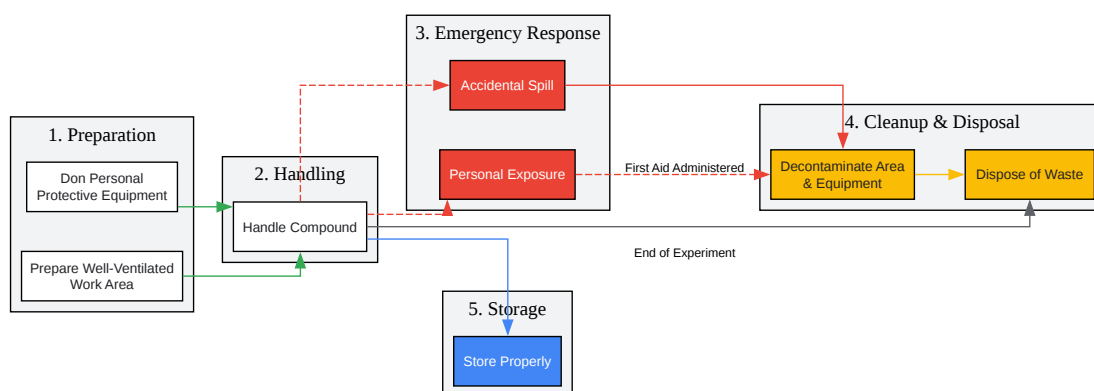 1. Preparation
Don Personal
Protective Equipment
Prepare Well-Ventilated
Work Area
2. Handling
Handle Compound
3. Emergency Response
Accidental Spill
Personal Exposure
First Aid Administered
4. Cleanup & Disposal
Decontaminate Area
& Equipment
Dispose of Waste
End of Experiment
5. Storage
Store Properly